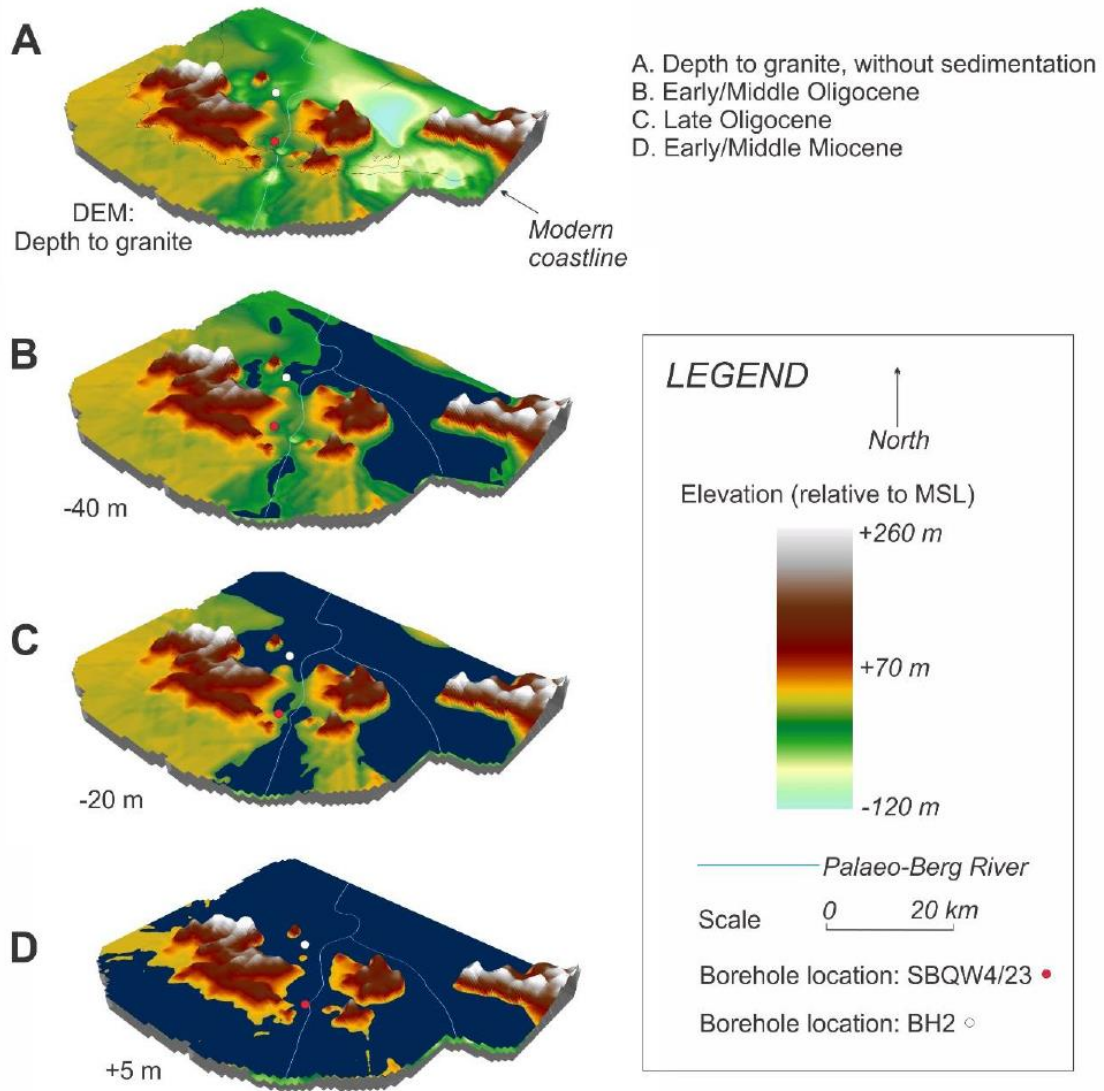 A
A. Depth to granite, without sedimentation
B. Early/Middle Oligocene
C. Late Oligocene
D. Early/Middle Miocene
DEM:
Depth to granite
Modern
coastline
B
-40 m
C
-20 m
D
+5 m
LEGEND
North
Elevation (relative to MSL)
+260 m
+70 m
-120 m
Palaeo-Berg River
Scale 0 20 km
Borehole location: SBQW4/23
Borehole location: BH2